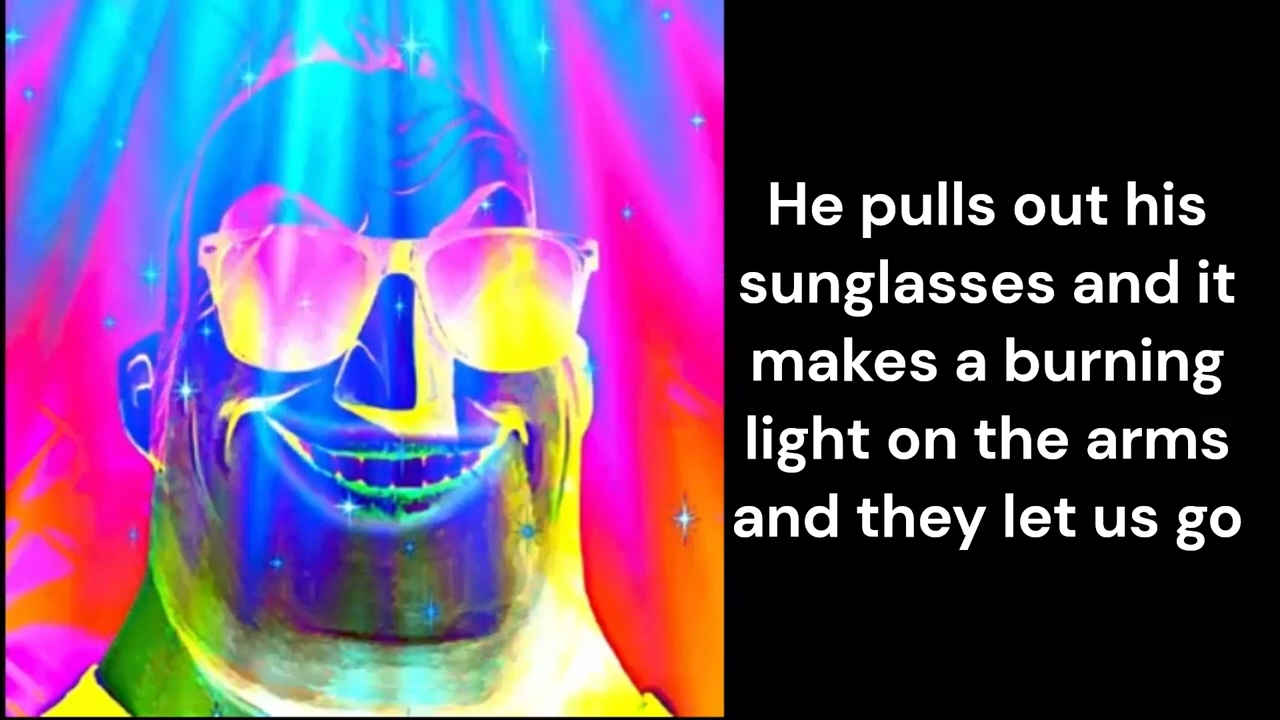 He pulls out his
sunglasses and it
makes a burning
light on the arms
and they let us go